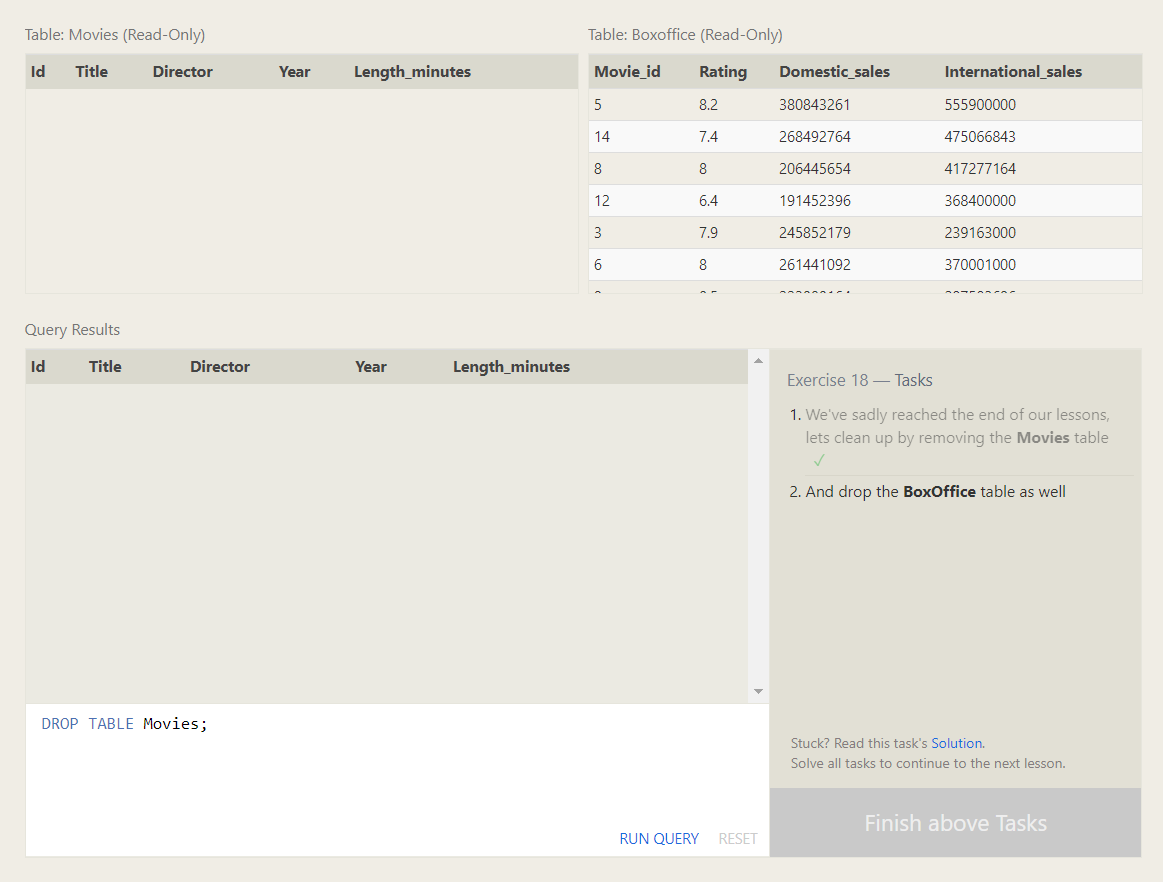 Table: Movies (Read-Only)
Id Title Director Year Length_minutes
Table: Boxoffice (Read-Only)
Movie_id Rating Domestic_sales International_sales
5 8.2 380843261 555900000
14 7.4 268492764 475066843
8 8 206445654 417277164
12 6.4 191452396 368400000
3 7.9 245852179 239163000
6 8 261441092 370001000
Query Results
Id Title Director Year Length_minutes
DROP TABLE Movies;
RUN QUERY RESET
Exercise 18 — Tasks
1. We've sadly reached the end of our lessons,
lets clean up by removing the Movies table
✓
2. And drop the BoxOffice table as well
Stuck? Read this task's Solution.
Solve all tasks to continue to the next lesson.
Finish above Tasks